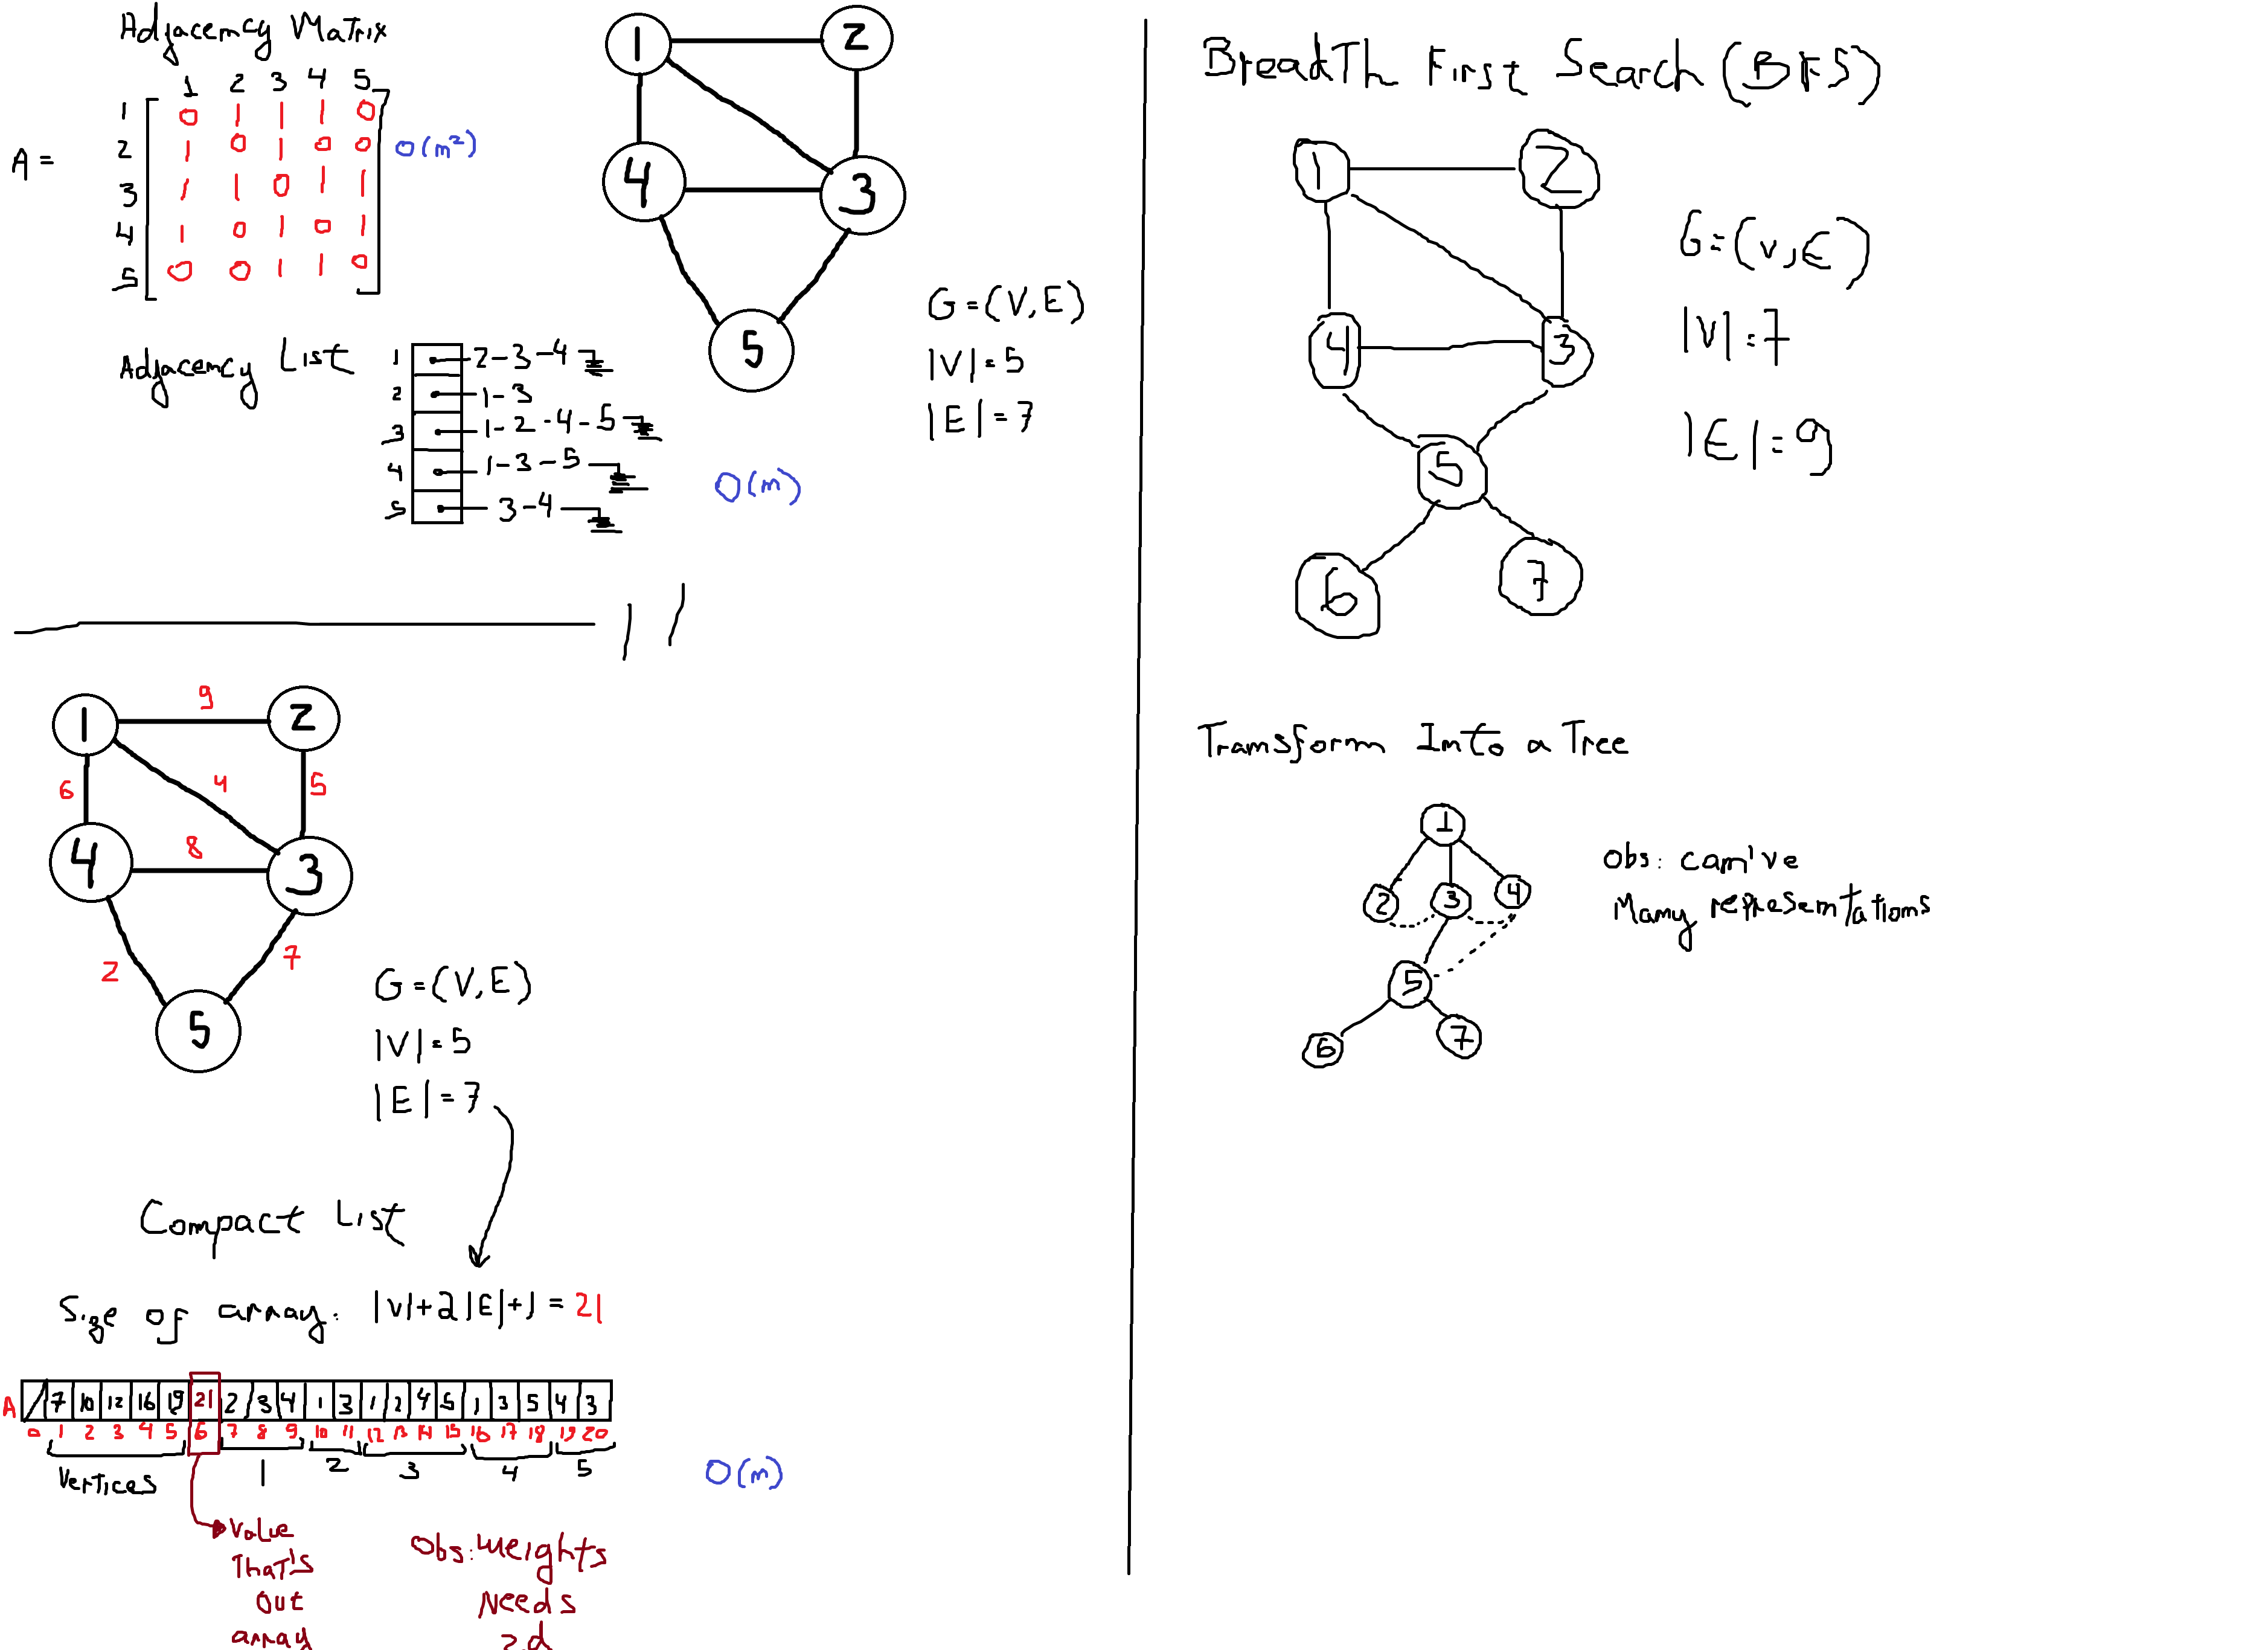 Adjacency Matrix
1 2 3 4 5
A =
1 0 1 1 1 0
2 1 0 1 0 0
3 1 1 0 1 1
4 1 0 1 0 1
5 0 0 1 1 0
O(m²)
1 2
4 3
5
G=(V,E)
|V|=5
|E|=7
Adjacency List
1 2-3-4
2 1-3
3 1-2-4-5
4 1-3-5
5 3-4
O(m)
1 9 2
6 4 5
4 8 3
2 7
5
G=(V,E)
|V|=5
|E|=7
Compact List
Size of array: |V|+2|E|+1 = 21
A 7 10 12 16 19 21 2 3 4 1 3 1 2 4 5 1 3 5 4 3
0 1 2 3 4 5 6 7 8 9 10 11 12 13 14 15 16 17 18 19 20
Vertices 1 2 3 4 5
O(m)
Value
That's
Out
array
Obs: Weights
Needs
2.d
BreadTh First Search (BFS)
1 2
4 3
5
6 7
G=(V,E)
|V|=7
|E|=9
Transform Into a Tree
1
2 3 4
5
6 7
Obs: can've
Many representations